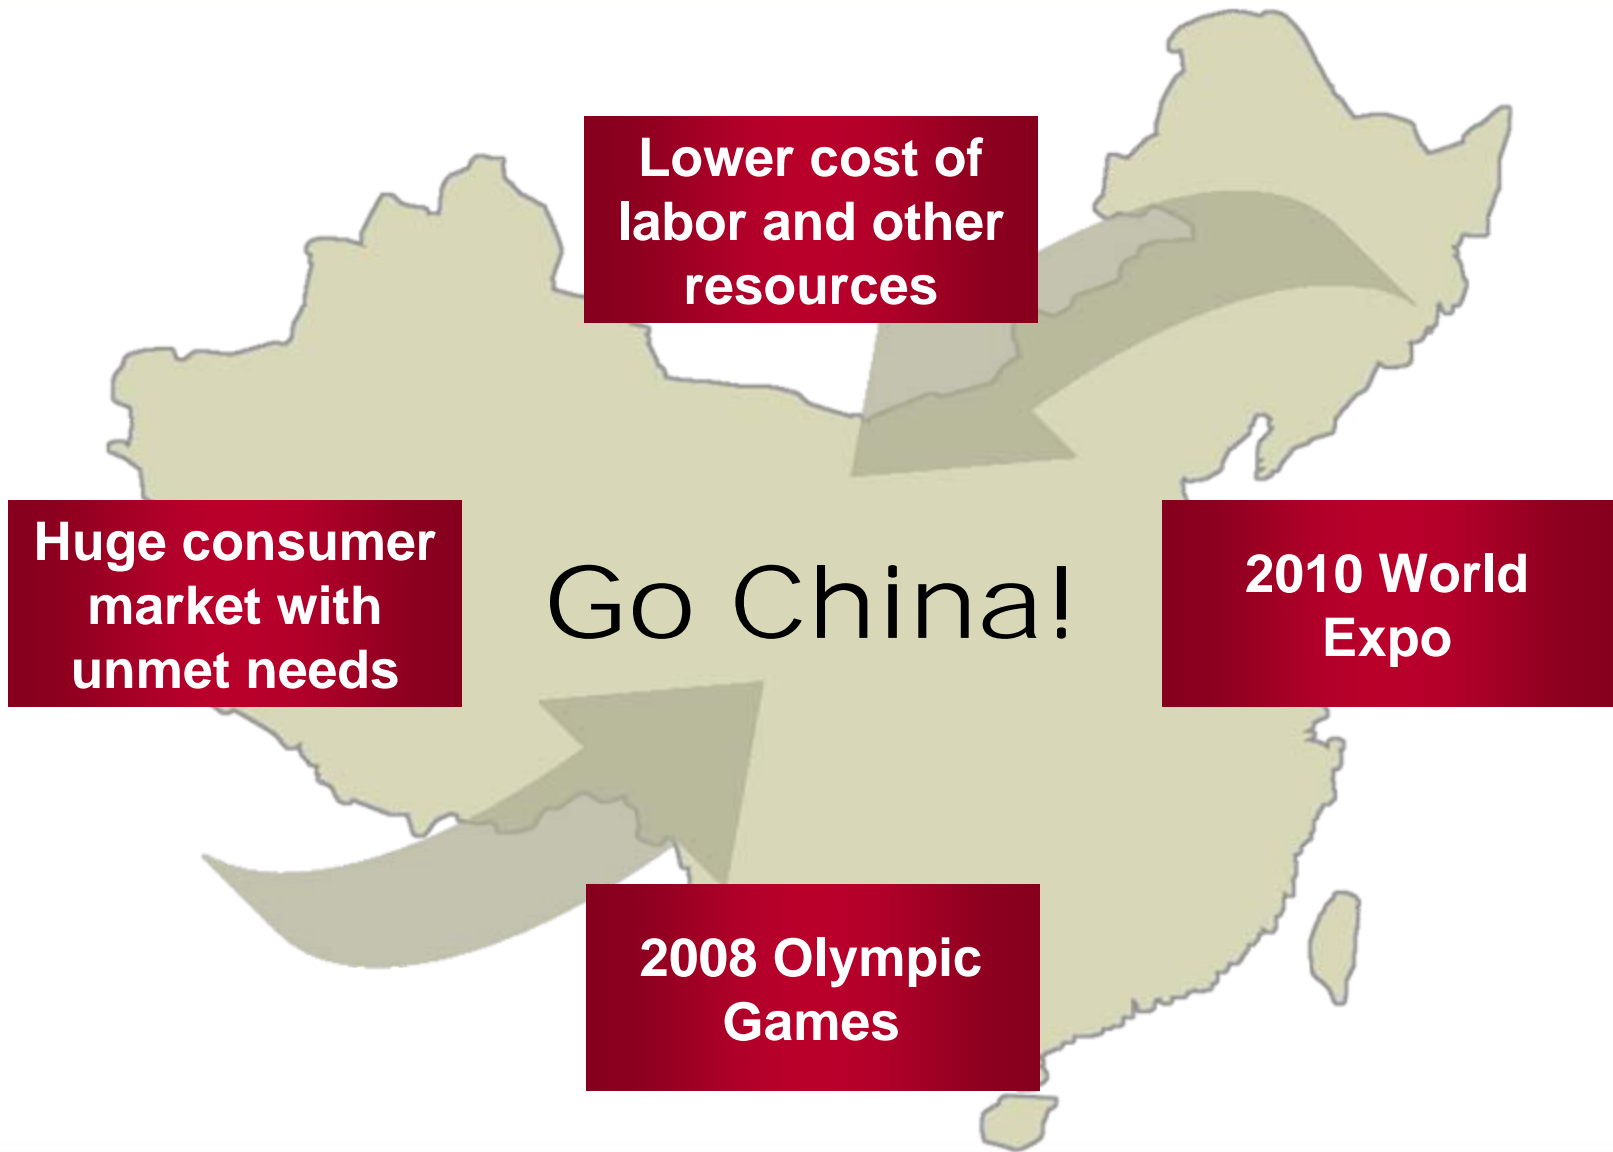 Lower cost of
labor and other
resources
Huge consumer
market with
unmet needs
Go China!
2010 World
Expo
2008 Olympic
Games